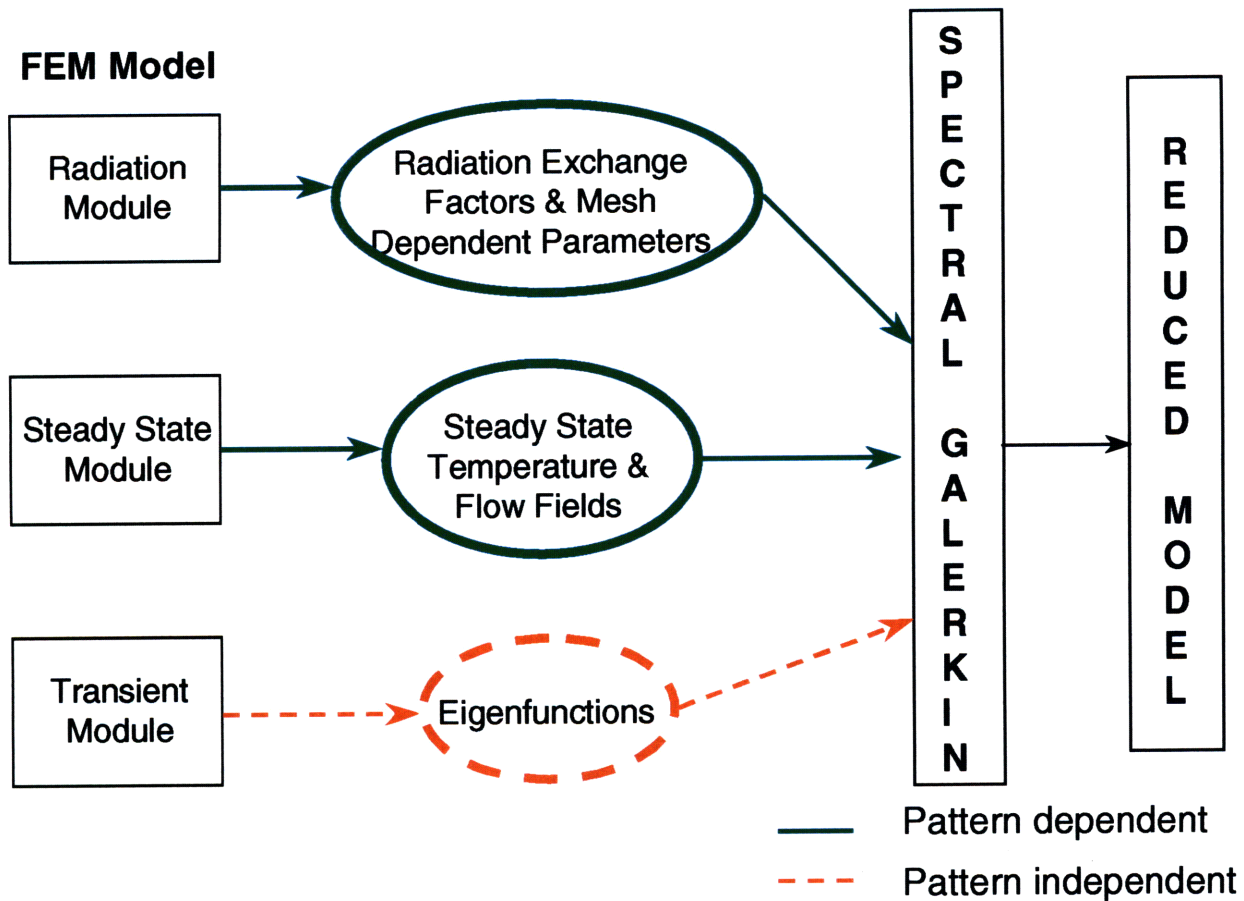 FEM Model
Radiation
Module
Radiation Exchange
Factors & Mesh
Dependent Parameters
Steady State
Module
Steady State
Temperature &
Flow Fields
Transient
Module
Eigenfunctions
SPECTRAL GALERKIN
REDUCED MODEL
Pattern dependent
Pattern independent